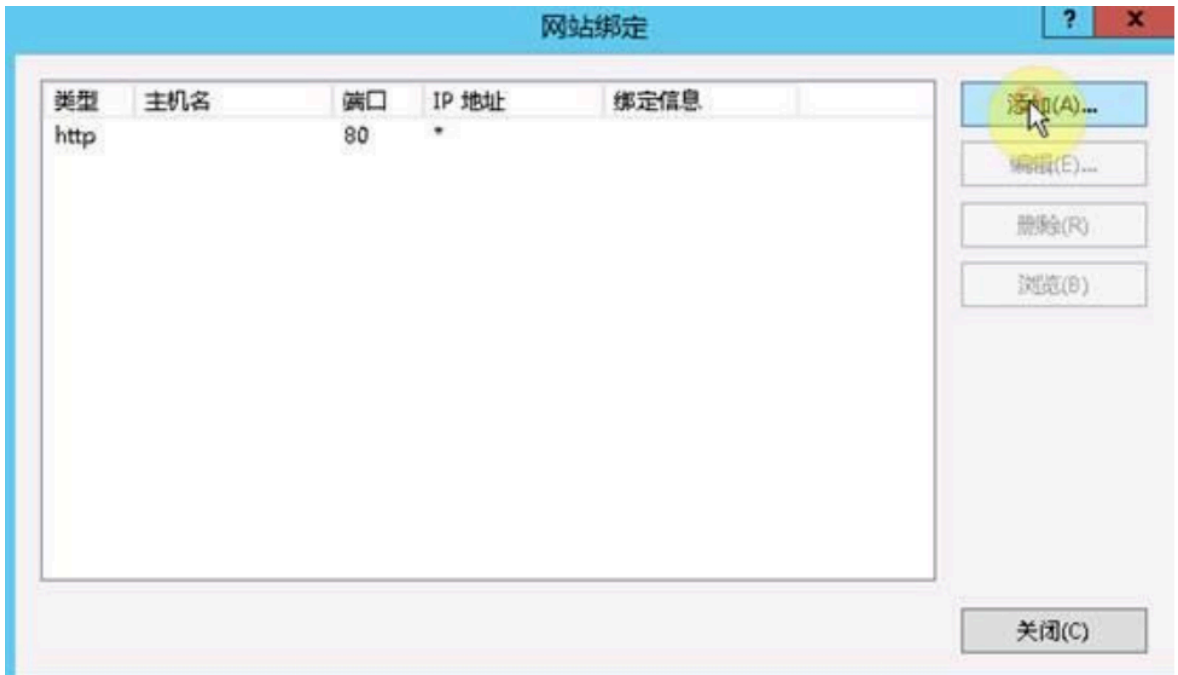 网站绑定
?
x
类型 主机名 端口 IP 地址 绑定信息
http 80 *
添加(A)...
编辑(E)...
删除(R)
浏览(B)
关闭(C)